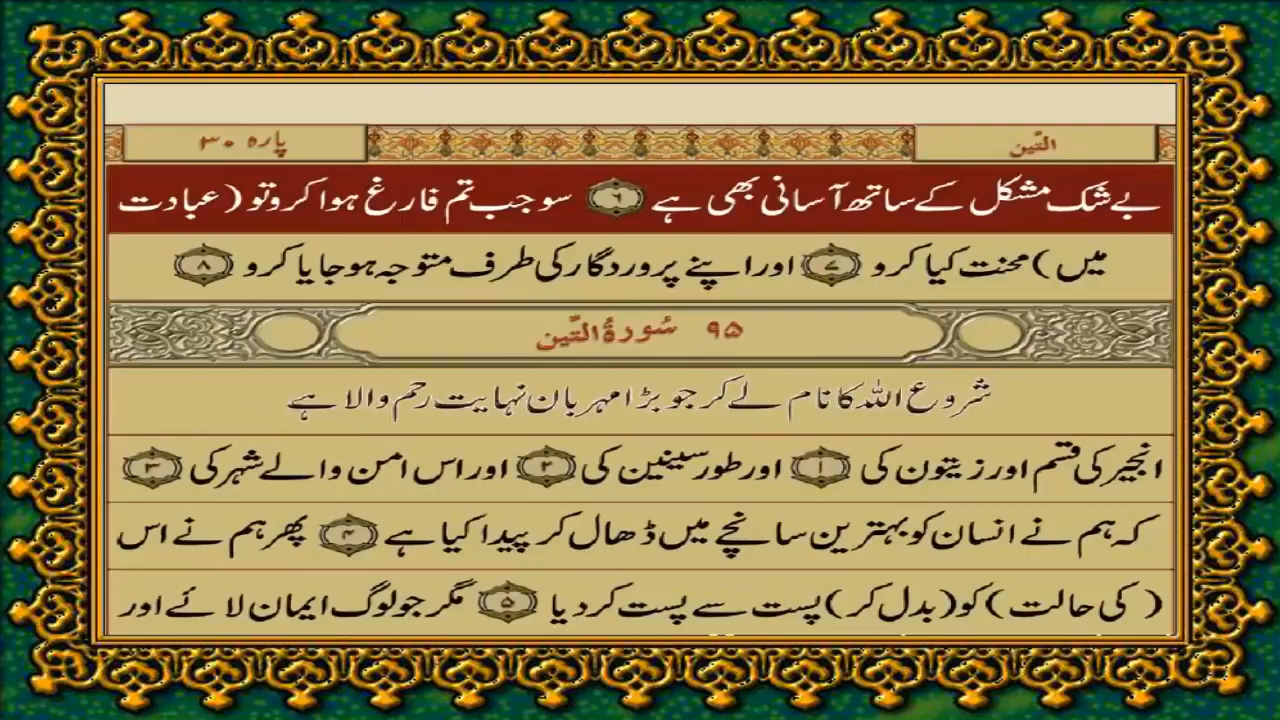 التّین پارہ ۳۰
بے شک مشکل کے ساتھ آسانی بھی ہے ۶ سو جب تم فارغ ہوا کرو تو (عبادت
میں) محنت کیا کرو ۷ اور اپنے پروردگار کی طرف متوجہ ہو جایا کرو ۸
۹۵ سُورۃُ التِّین
شروع اللہ کا نام لے کر جو بڑا مہربان نہایت رحم والا ہے
انجیر کی قسم اور زیتون کی ۱ اور طور سینین کی ۲ اور اس امن والے شہر کی ۳
کہ ہم نے انسان کو بہترین سانچے میں ڈھال کر پیدا کیا ہے ۴ پھر ہم نے اس
(کی حالت) کو (بدل کر) پست سے پست کر دیا ۵ مگر جو لوگ ایمان لائے اور